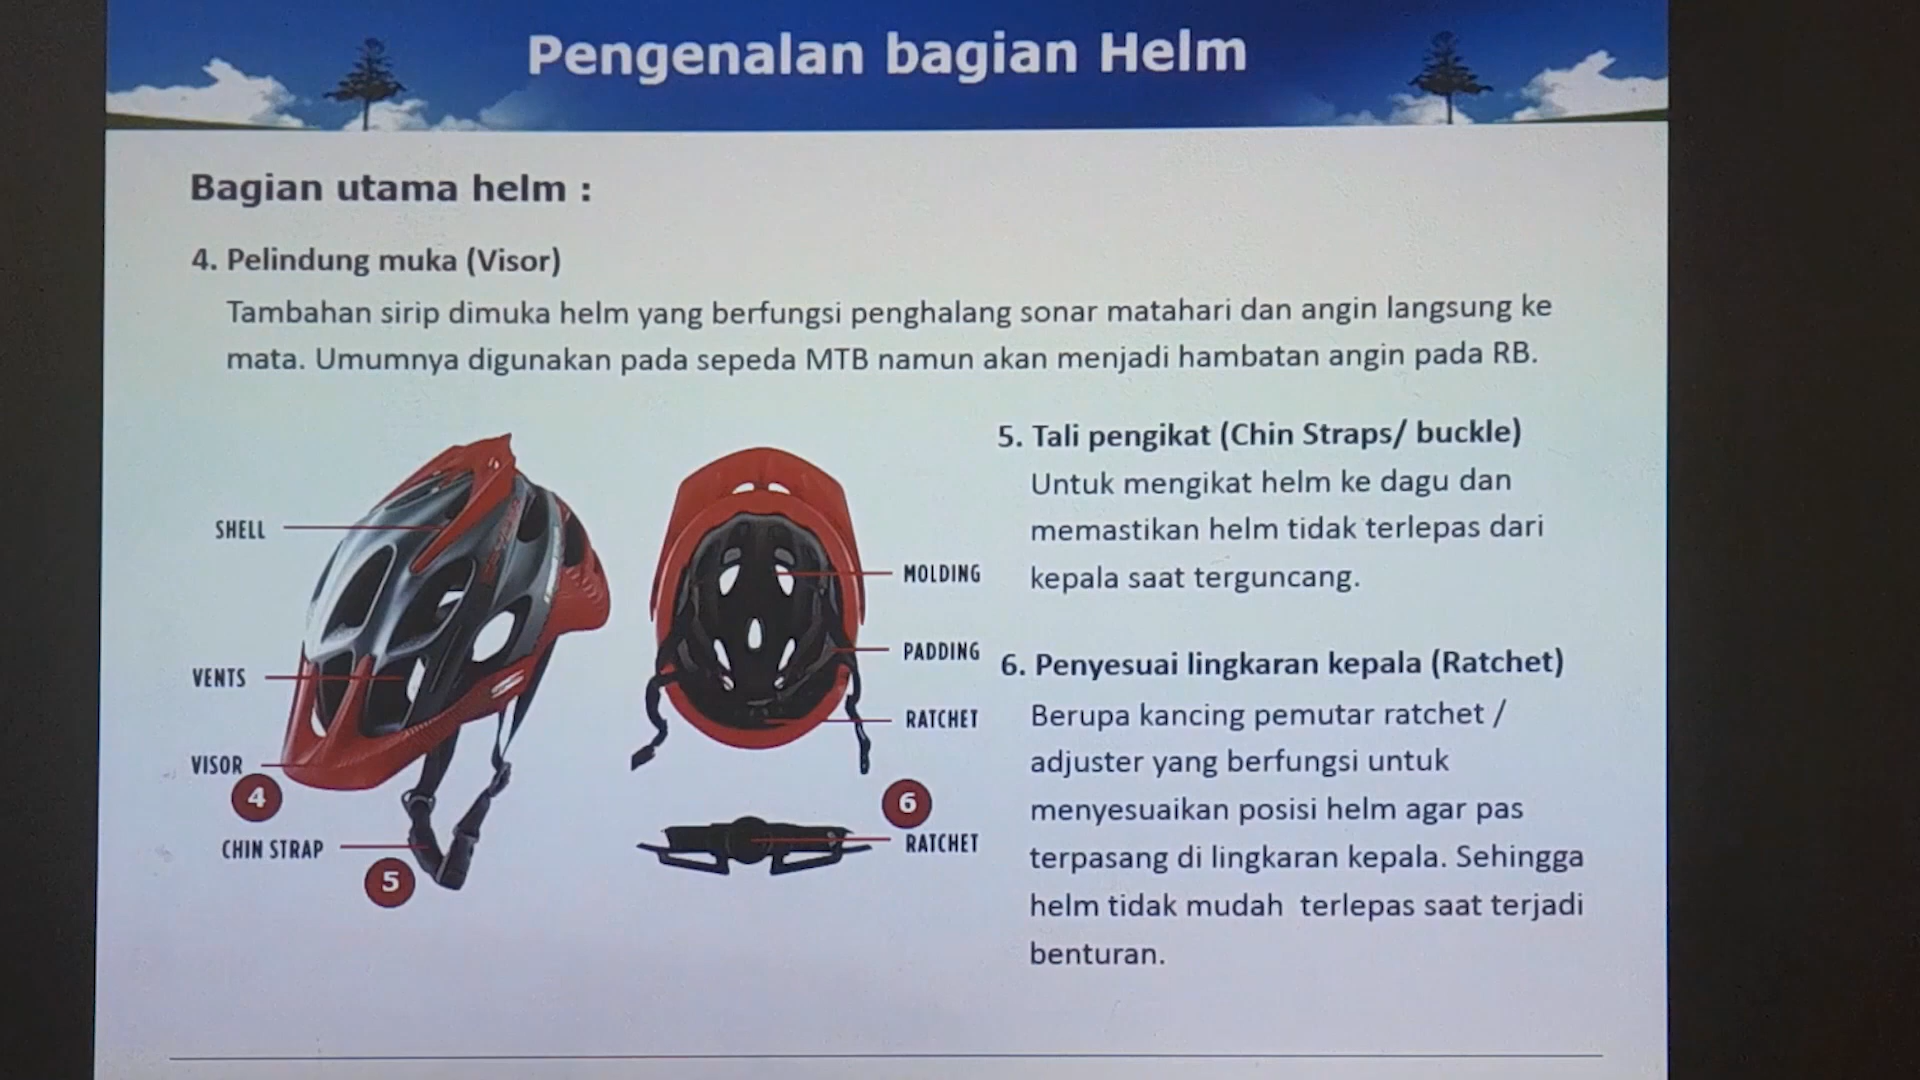 Pengenalan bagian Helm
Bagian utama helm :
4. Pelindung muka (Visor)
Tambahan sirip dimuka helm yang berfungsi penghalang sonar matahari dan angin langsung ke
mata. Umumnya digunakan pada sepeda MTB namun akan menjadi hambatan angin pada RB.
SHELL
VENTS
VISOR
4
CHIN STRAP
5
MOLDING
PADDING
RATCHET
6
RATCHET
5. Tali pengikat (Chin Straps/ buckle)
Untuk mengikat helm ke dagu dan
memastikan helm tidak terlepas dari
kepala saat terguncang.
6. Penyesuai lingkaran kepala (Ratchet)
Berupa kancing pemutar ratchet /
adjuster yang berfungsi untuk
menyesuaikan posisi helm agar pas
terpasang di lingkaran kepala. Sehingga
helm tidak mudah terlepas saat terjadi
benturan.